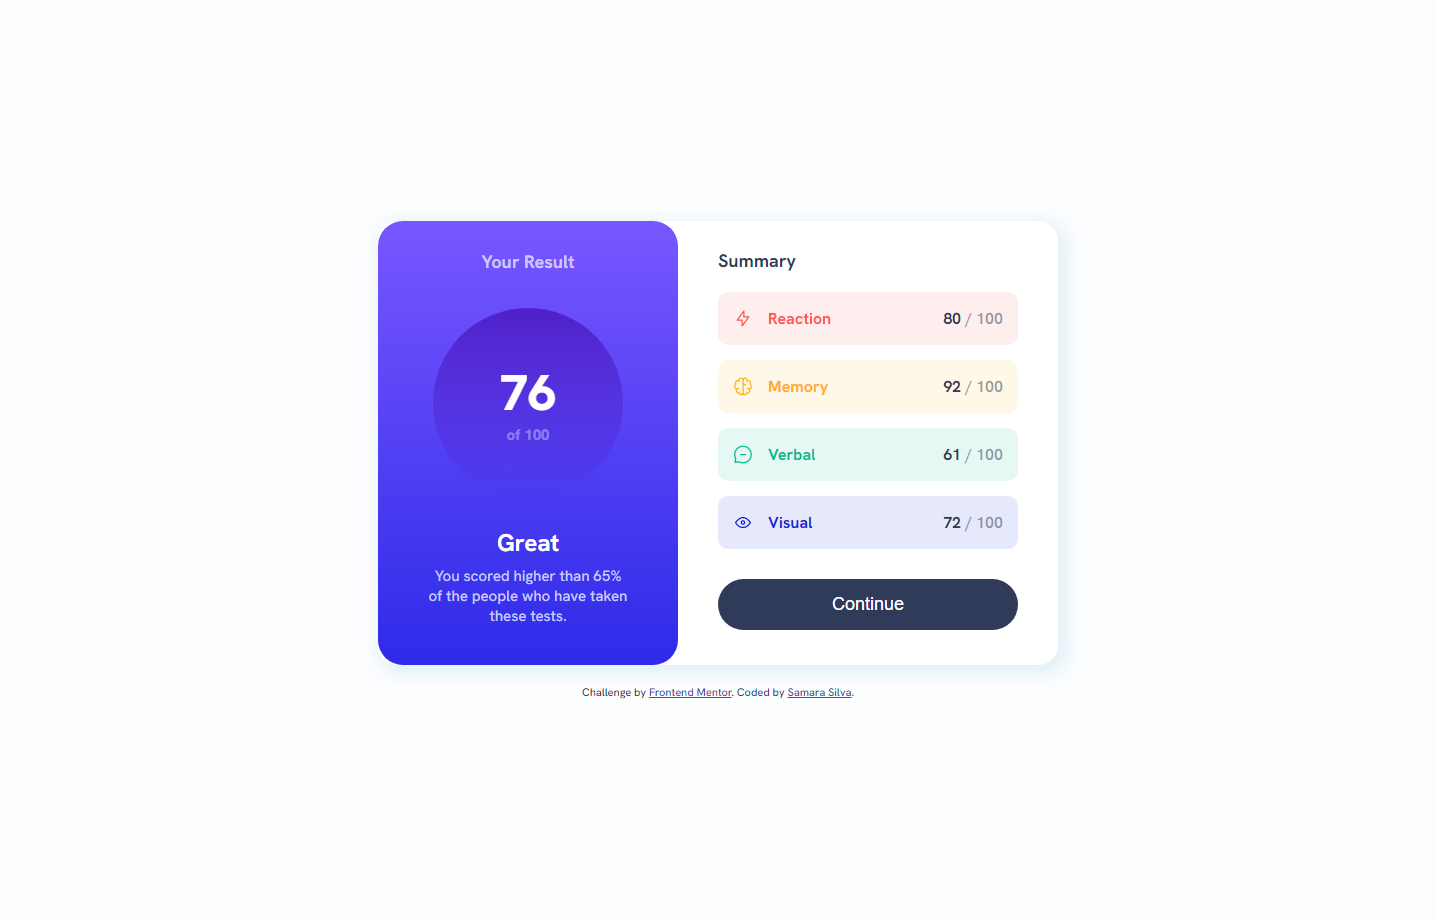 Your Result
76
of 100
Great
You scored higher than 65%
of the people who have taken
these tests.
Summary
Reaction 80 / 100
Memory 92 / 100
Verbal 61 / 100
Visual 72 / 100
Continue
Challenge by Frontend Mentor. Coded by Samara Silva.